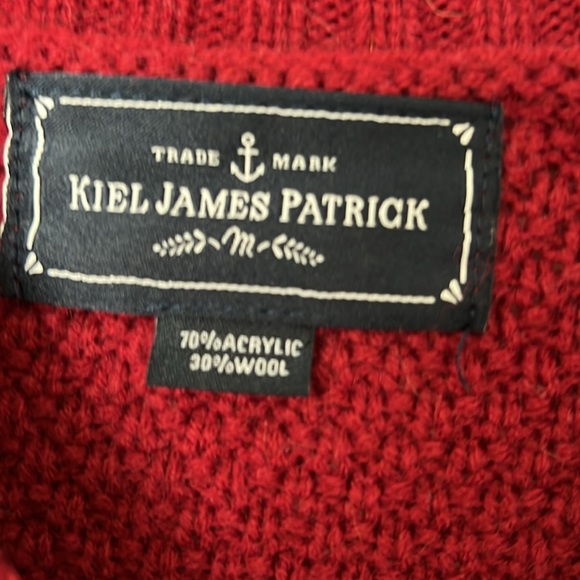 TRADE MARK
KIEL JAMES PATRICK
M
70%ACRYLIC
30%WOOL